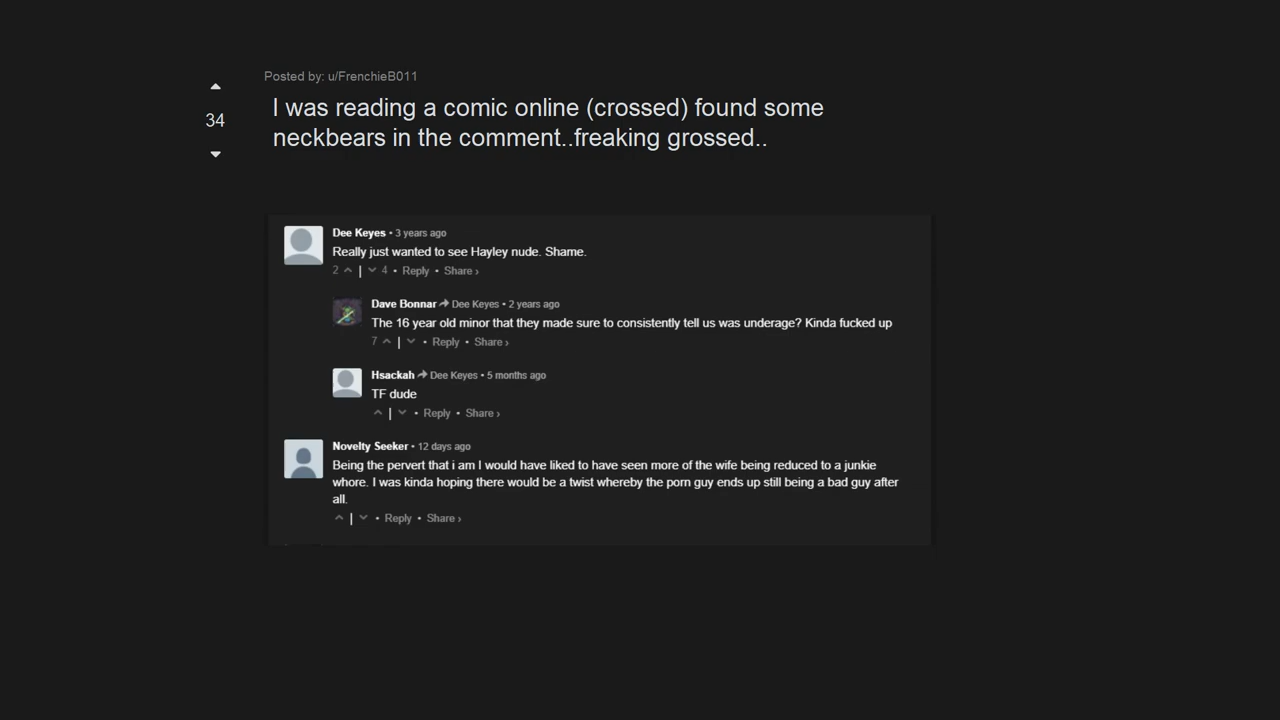 Posted by: u/FrenchieB011
34
I was reading a comic online (crossed) found some
neckbears in the comment..freaking grossed..
Dee Keyes • 3 years ago
Really just wanted to see Hayley nude. Shame.
2 | 4 • Reply • Share ›
Dave Bonnar Dee Keyes • 2 years ago
The 16 year old minor that they made sure to consistently tell us was underage? Kinda fucked up
7 | • Reply • Share ›
Hsackah Dee Keyes • 5 months ago
TF dude
| • Reply • Share ›
Novelty Seeker • 12 days ago
Being the pervert that i am I would have liked to have seen more of the wife being reduced to a junkie
whore. I was kinda hoping there would be a twist whereby the porn guy ends up still being a bad guy after
all.
| • Reply • Share ›